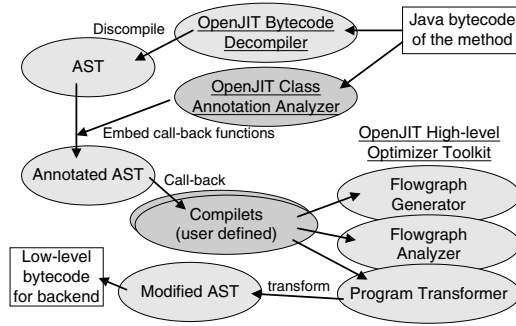 Discompile
OpenJIT Bytecode
Decompiler
Java bytecode
of the method
AST
OpenJIT Class
Annotation Analyzer
Embed call-back functions
OpenJIT High-level
Optimizer Toolkit
Annotated AST
Call-back
Flowgraph
Generator
Compilets
(user defined)
Flowgraph
Analyzer
Low-level
bytecode
for backend
Modified AST
transform
Program Transformer